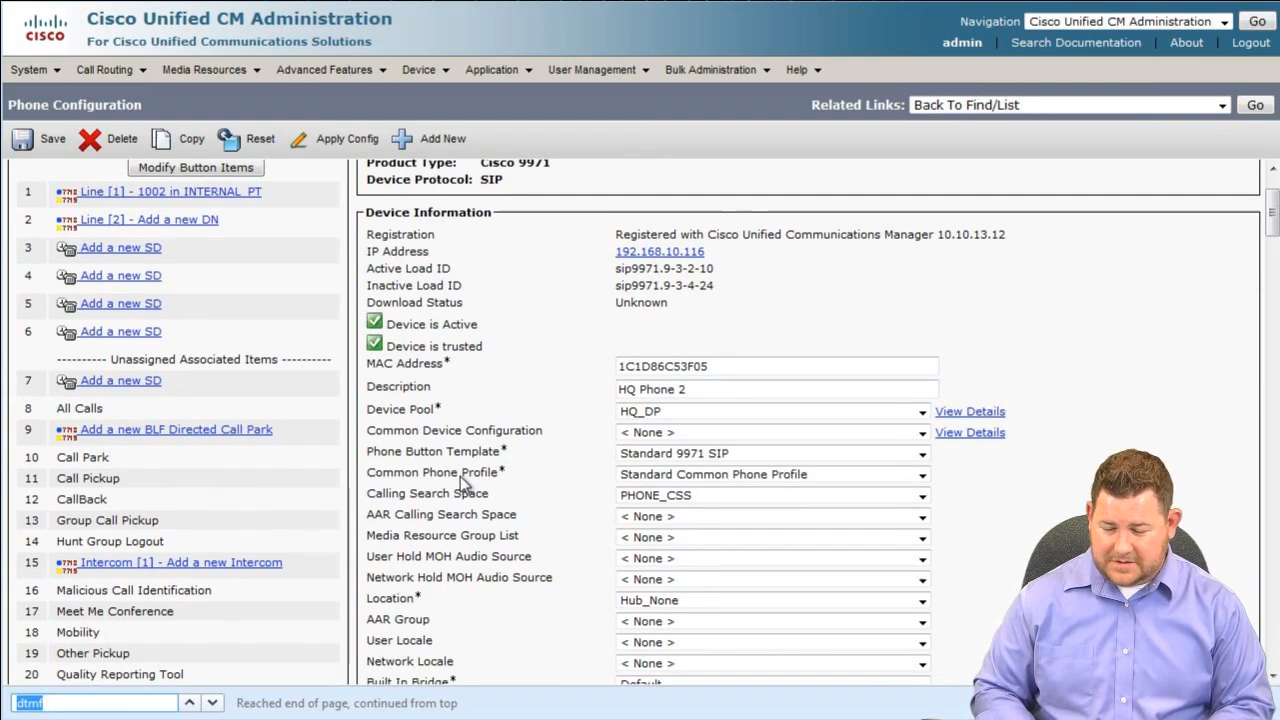 CISCO
Cisco Unified CM Administration
For Cisco Unified Communications Solutions
Navigation Cisco Unified CM Administration Go
admin Search Documentation About Logout
System Call Routing Media Resources Advanced Features Device Application User Management Bulk Administration Help
Phone Configuration
Related Links: Back To Find/List Go
Save Delete Copy Reset Apply Config Add New
Modify Button Items
1 Line [1] - 1002 in INTERNAL_PT
2 Line [2] - Add a new DN
3 Add a new SD
4 Add a new SD
5 Add a new SD
6 Add a new SD
---------- Unassigned Associated Items ----------
7 Add a new SD
8 All Calls
9 Add a new BLF Directed Call Park
10 Call Park
11 Call Pickup
12 CallBack
13 Group Call Pickup
14 Hunt Group Logout
15 Intercom [1] - Add a new Intercom
16 Malicious Call Identification
17 Meet Me Conference
18 Mobility
19 Other Pickup
20 Quality Reporting Tool
Product Type: Cisco 9971
Device Protocol: SIP
Device Information
Registration Registered with Cisco Unified Communications Manager 10.10.13.12
IP Address 192.168.10.116
Active Load ID sip9971.9-3-2-10
Inactive Load ID sip9971.9-3-4-24
Download Status Unknown
Device is Active
Device is trusted
MAC Address* 1C1D86C53F05
Description HQ Phone 2
Device Pool* HQ_DP View Details
Common Device Configuration < None > View Details
Phone Button Template* Standard 9971 SIP
Common Phone Profile* Standard Common Phone Profile
Calling Search Space PHONE_CSS
AAR Calling Search Space < None >
Media Resource Group List < None >
User Hold MOH Audio Source < None >
Network Hold MOH Audio Source < None >
Location* Hub_None
AAR Group < None >
User Locale < None >
Network Locale < None >
Built In Bridge* Default
dtmf Reached end of page, continued from top